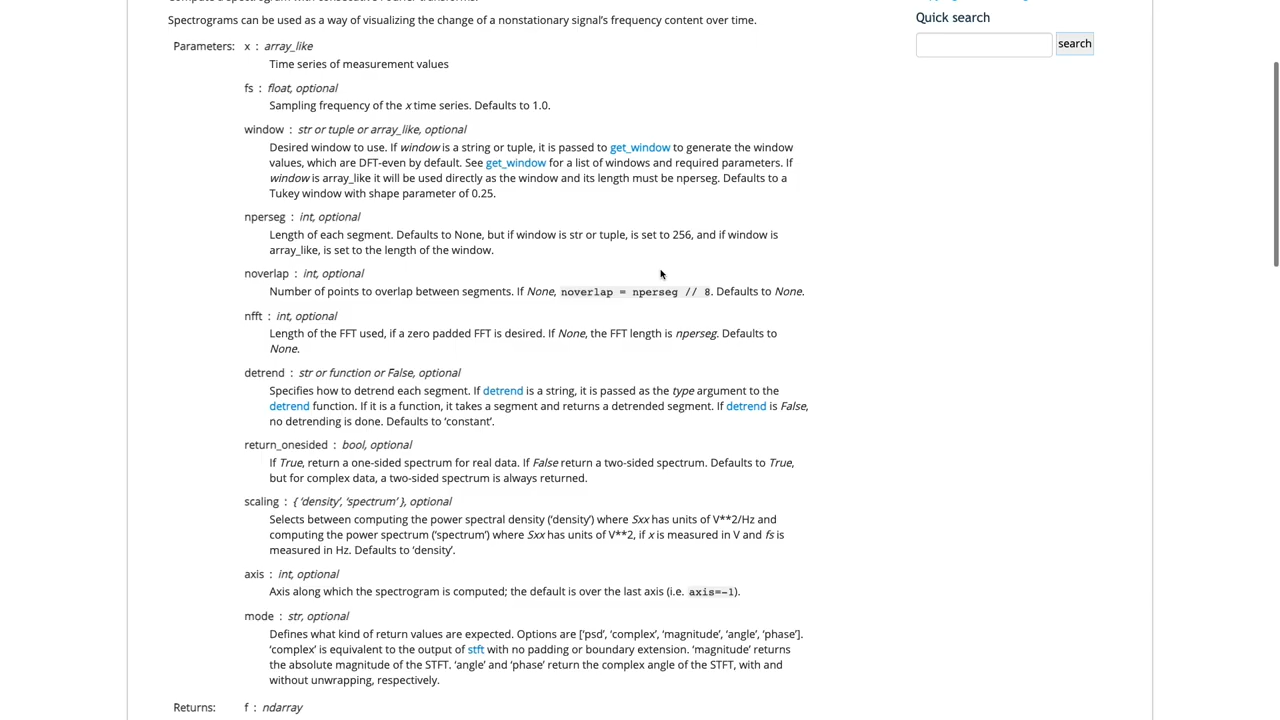 Spectrograms can be used as a way of visualizing the change of a nonstationary signal's frequency content over time.
Quick search
search
Parameters: x : array_like
Time series of measurement values
fs : float, optional
Sampling frequency of the x time series. Defaults to 1.0.
window : str or tuple or array_like, optional
Desired window to use. If window is a string or tuple, it is passed to get_window to generate the window
values, which are DFT-even by default. See get_window for a list of windows and required parameters. If
window is array_like it will be used directly as the window and its length must be nperseg. Defaults to a
Tukey window with shape parameter of 0.25.
nperseg : int, optional
Length of each segment. Defaults to None, but if window is str or tuple, is set to 256, and if window is
array_like, is set to the length of the window.
noverlap : int, optional
Number of points to overlap between segments. If None, noverlap = nperseg // 8. Defaults to None.
nfft : int, optional
Length of the FFT used, if a zero padded FFT is desired. If None, the FFT length is nperseg. Defaults to
None.
detrend : str or function or False, optional
Specifies how to detrend each segment. If detrend is a string, it is passed as the type argument to the
detrend function. If it is a function, it takes a segment and returns a detrended segment. If detrend is False,
no detrending is done. Defaults to 'constant'.
return_onesided : bool, optional
If True, return a one-sided spectrum for real data. If False return a two-sided spectrum. Defaults to True,
but for complex data, a two-sided spectrum is always returned.
scaling : { 'density', 'spectrum' }, optional
Selects between computing the power spectral density ('density') where Sxx has units of V**2/Hz and
computing the power spectrum ('spectrum') where Sxx has units of V**2, if x is measured in V and fs is
measured in Hz. Defaults to 'density'.
axis : int, optional
Axis along which the spectrogram is computed; the default is over the last axis (i.e. axis=-1).
mode : str, optional
Defines what kind of return values are expected. Options are ['psd', 'complex', 'magnitude', 'angle', 'phase'].
'complex' is equivalent to the output of stft with no padding or boundary extension. 'magnitude' returns
the absolute magnitude of the STFT. 'angle' and 'phase' return the complex angle of the STFT, with and
without unwrapping, respectively.
Returns: f : ndarray